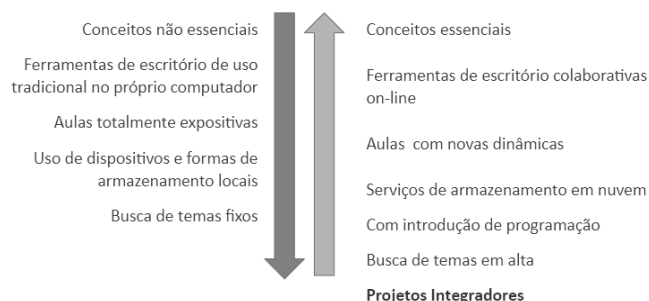 Conceitos não essenciais
Ferramentas de escritório de uso
tradicional no próprio computador
Aulas totalmente expositivas
Uso de dispositivos e formas de
armazenamento locais
Busca de temas fixos
Conceitos essenciais
Ferramentas de escritório colaborativas
on-line
Aulas com novas dinâmicas
Serviços de armazenamento em nuvem
Com introdução de programação
Busca de temas em alta
Projetos Integradores